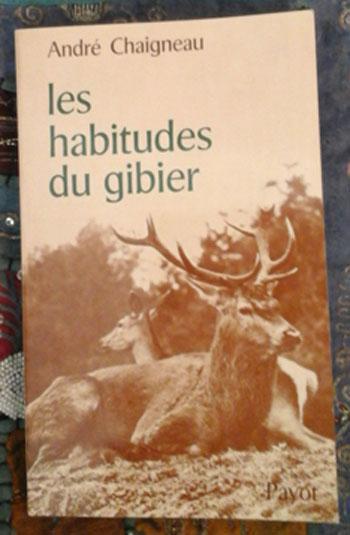 André Chaigneau
les
habitudes
du gibier
Payot